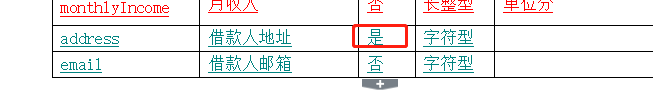 monthlyIncome 月收入 否 长整型 单位分
address 借款人地址 是 字符型
email 借款人邮箱 否 字符型